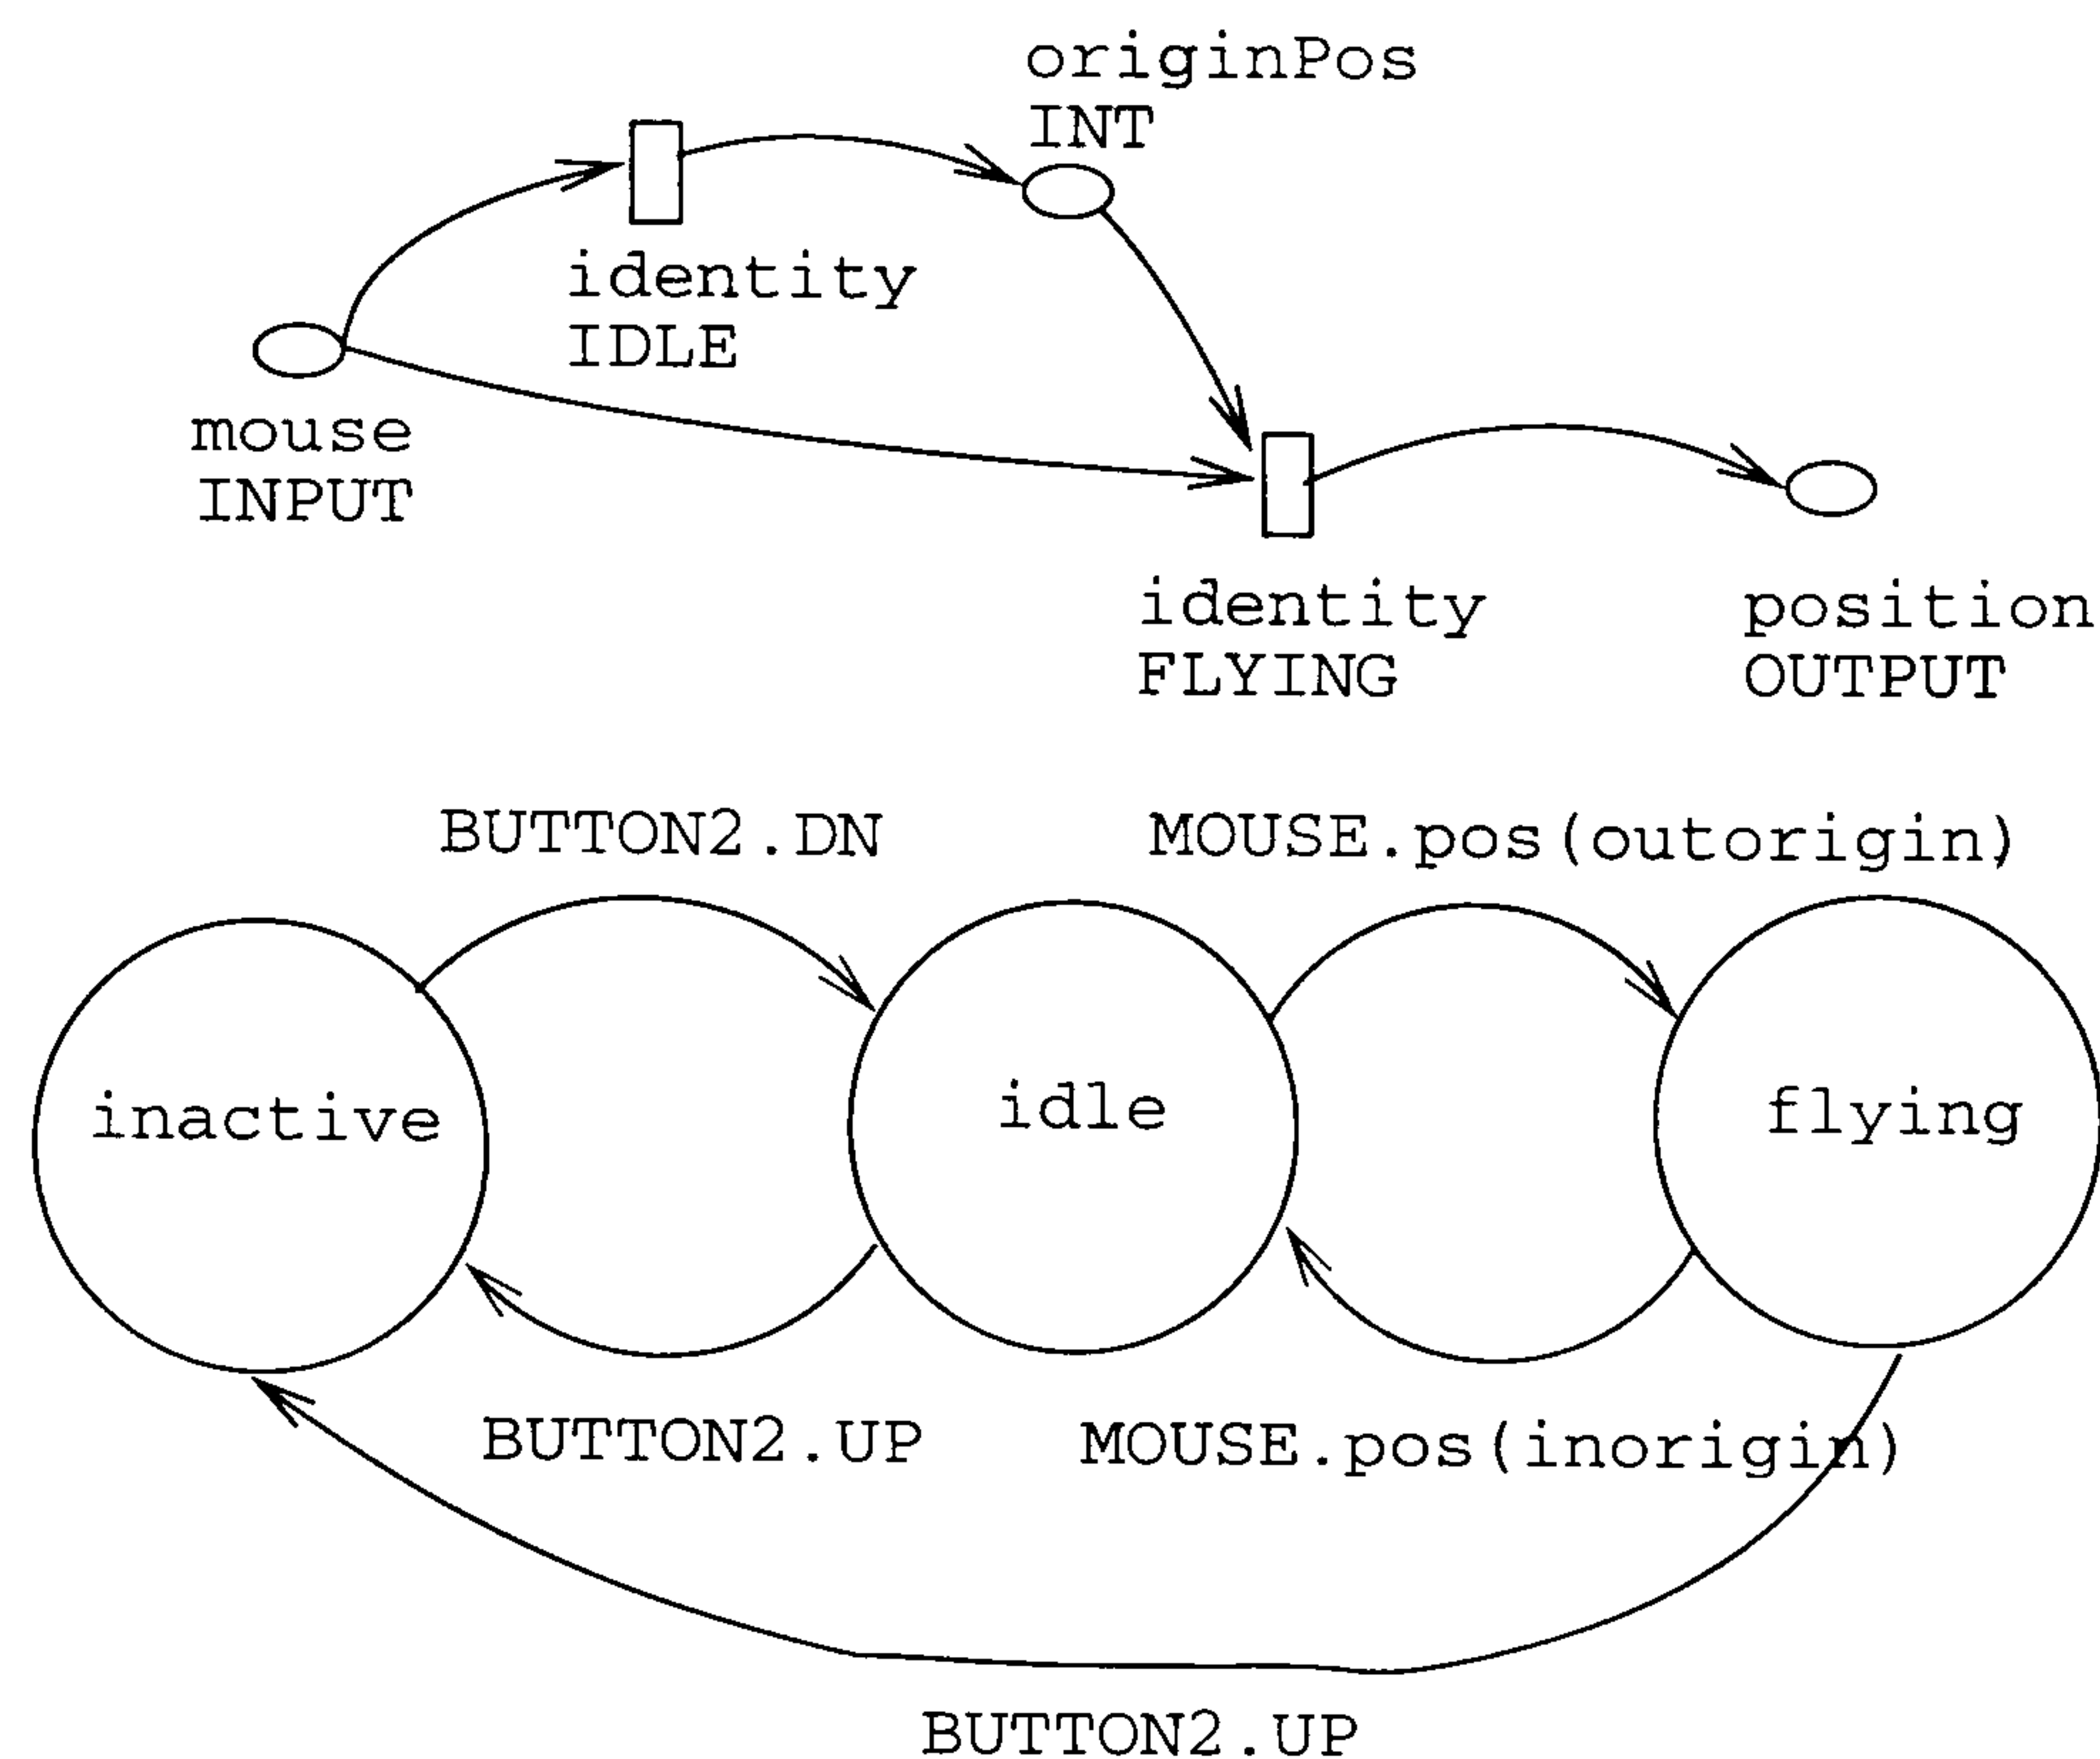 originPos
INT
identity
IDLE
mouse
INPUT
identity
FLYING
position
OUTPUT
BUTTON2.DN
MOUSE.pos(outorigin)
inactive
idle
flying
BUTTON2.UP
MOUSE.pos(inorigin)
BUTTON2.UP